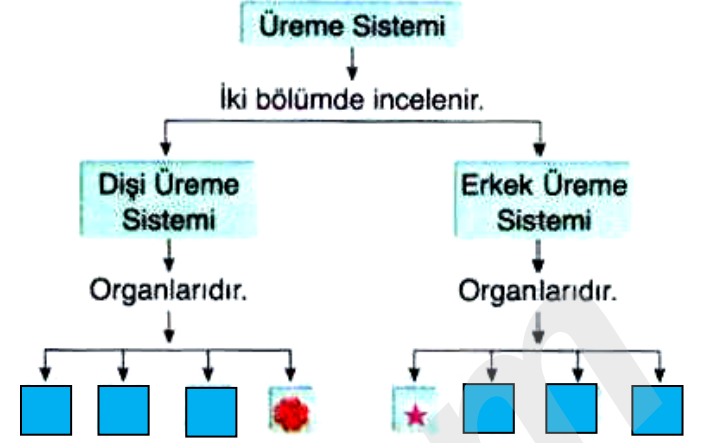 Üreme Sistemi
İki bölümde incelenir.
Dişi Üreme
Sistemi
Erkek Üreme
Sistemi
Organlarıdır.
Organlarıdır.